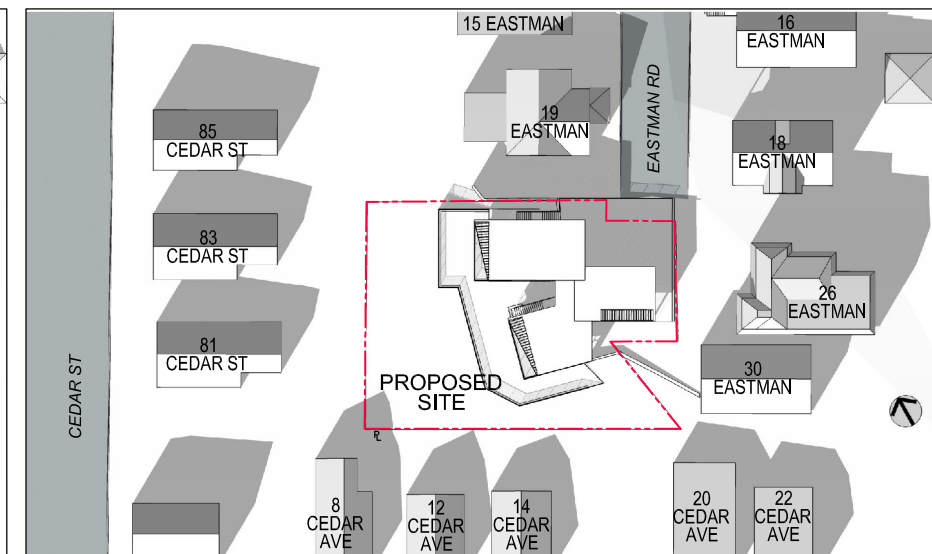 15 EASTMAN
16
EASTMAN
EASTMAN RD
19
EASTMAN
85
CEDAR ST
18
EASTMAN
83
CEDAR ST
26
EASTMAN
81
CEDAR ST
30
EASTMAN
PROPOSED
SITE
CEDAR ST
PL
8
CEDAR
AVE
12
CEDAR
AVE
14
CEDAR
AVE
20
CEDAR
AVE
22
CEDAR
AVE